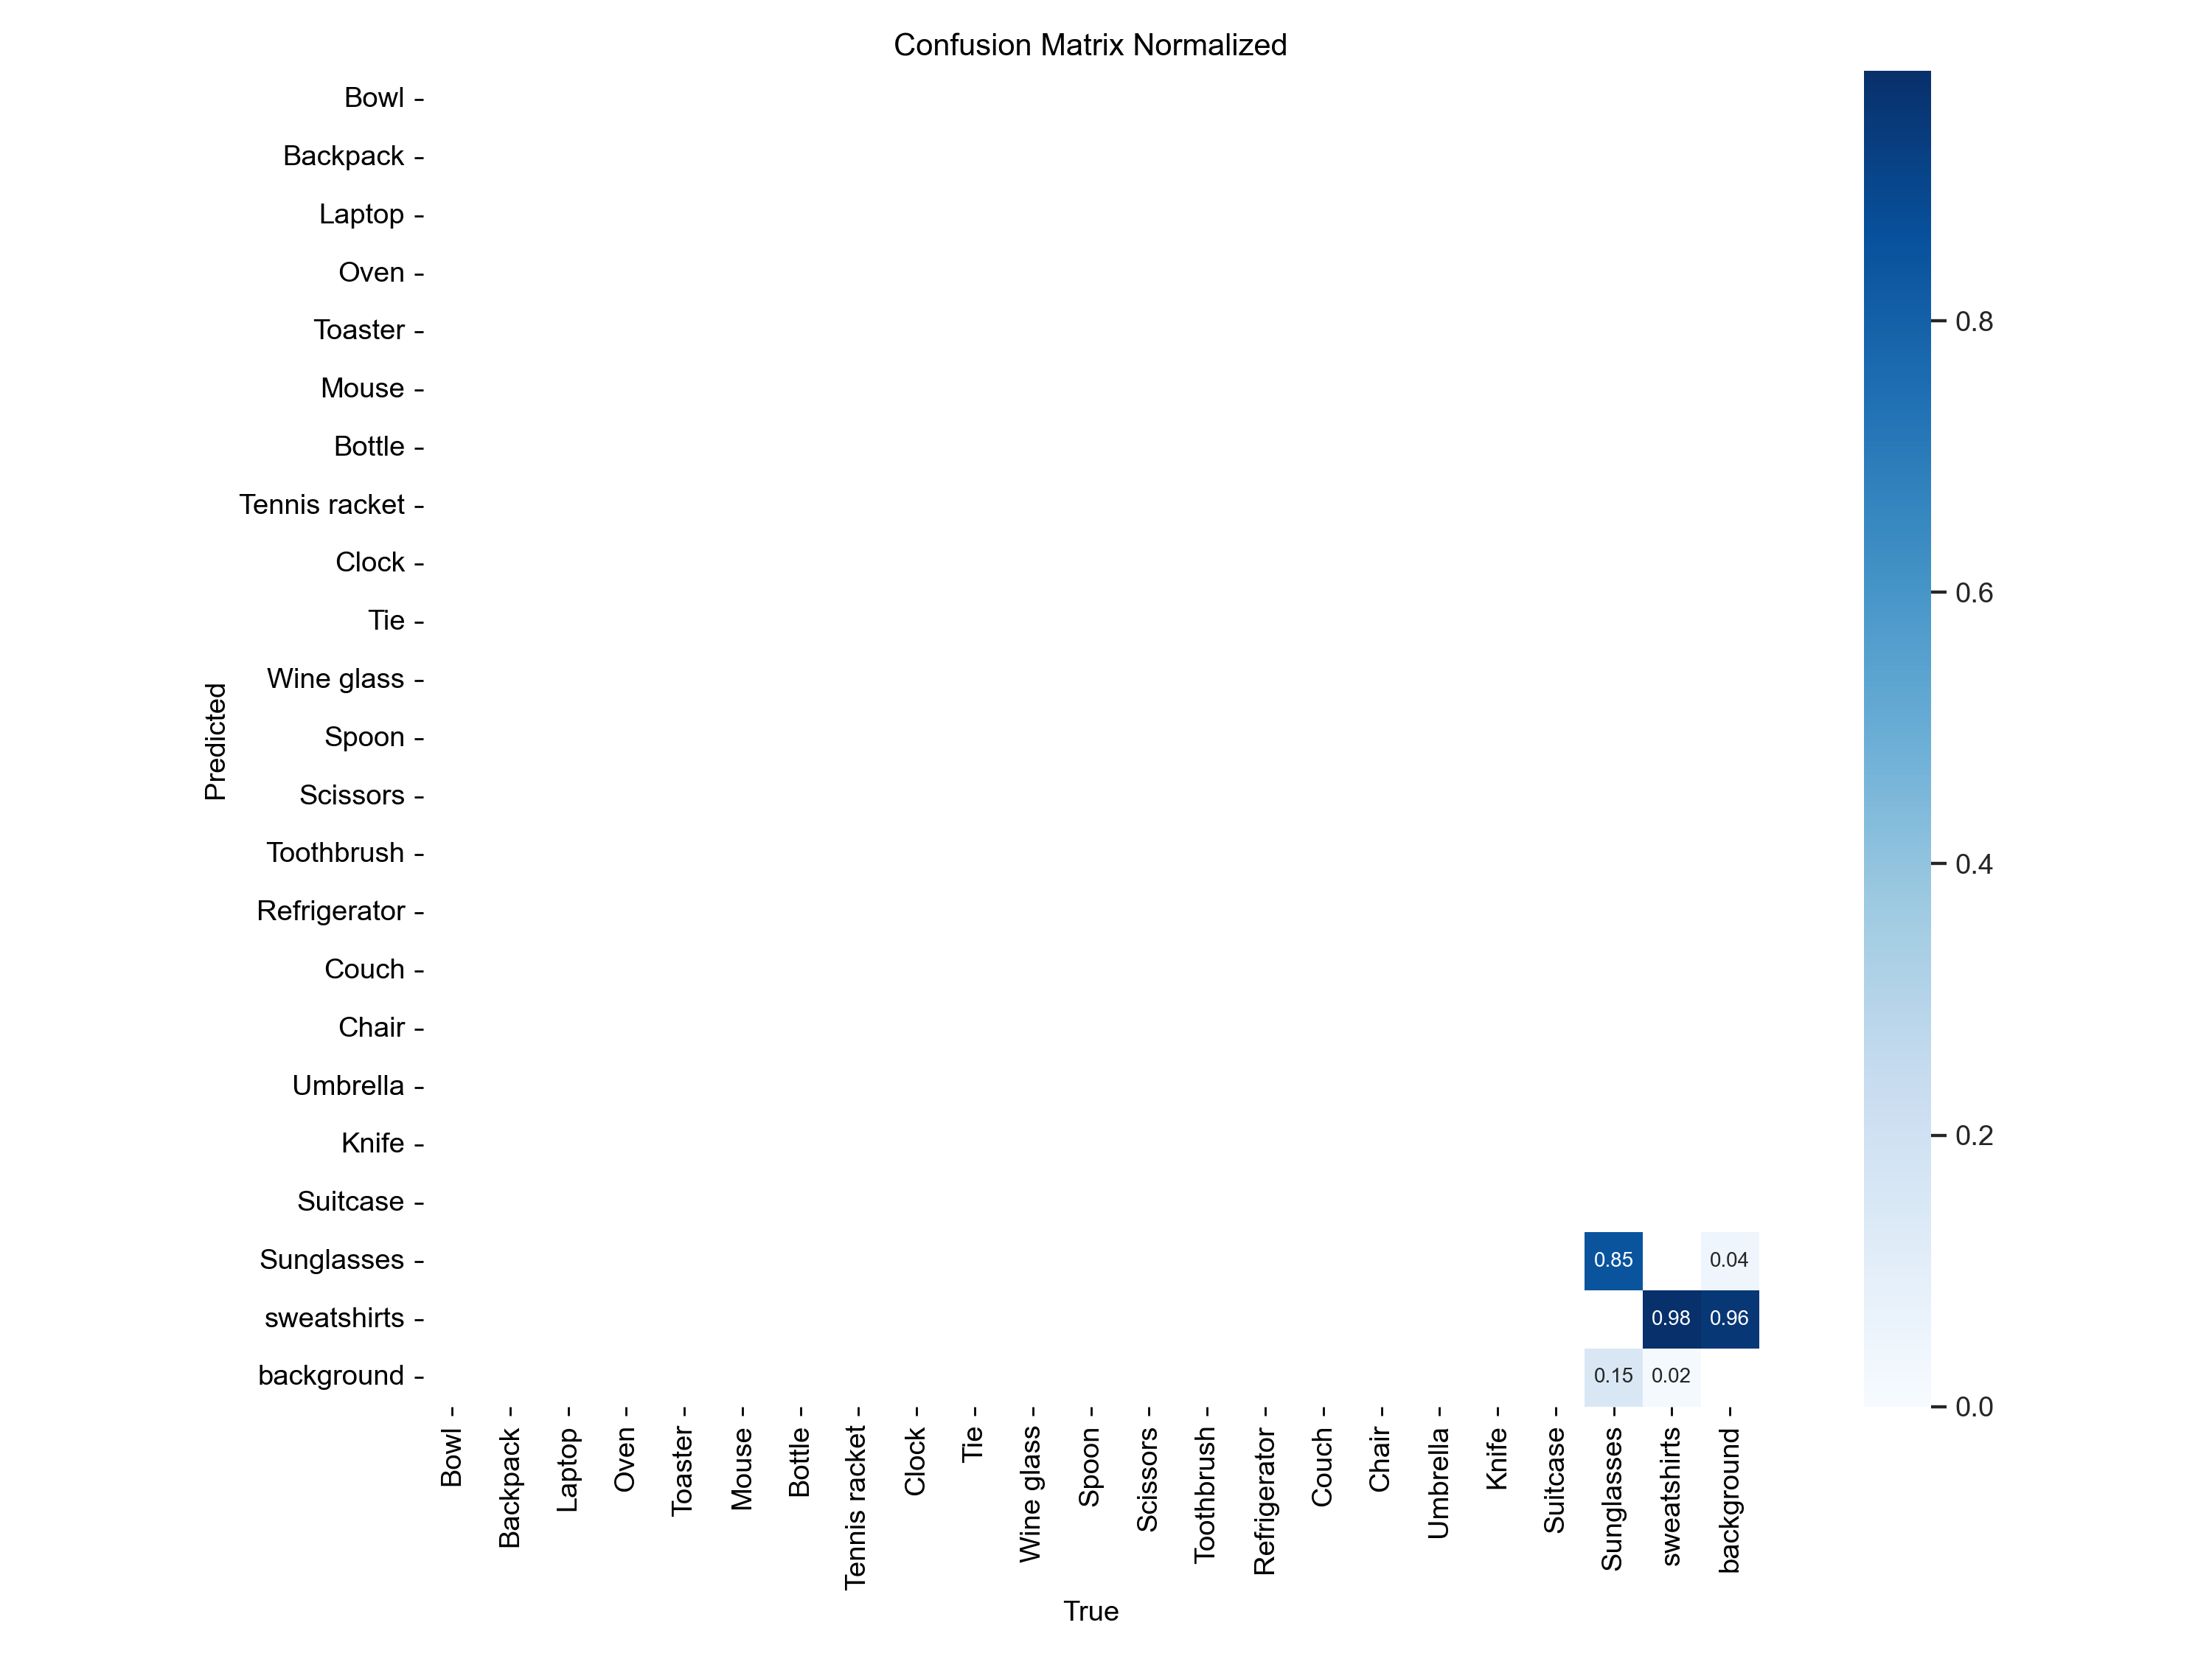 Confusion Matrix Normalized
Bowl
Backpack
Laptop
Oven
Toaster
Mouse
Bottle
Tennis racket
Clock
Tie
Wine glass
Spoon
Scissors
Toothbrush
Refrigerator
Couch
Chair
Umbrella
Knife
Suitcase
Sunglasses
sweatshirts
background
Predicted
0.85
0.04
0.98
0.96
0.15
0.02
Bowl
Backpack
Laptop
Oven
Toaster
Mouse
Bottle
Tennis racket
Clock
Tie
Wine glass
Spoon
Scissors
Toothbrush
Refrigerator
Couch
Chair
Umbrella
Knife
Suitcase
Sunglasses
sweatshirts
background
True
0.8
0.6
0.4
0.2
0.0